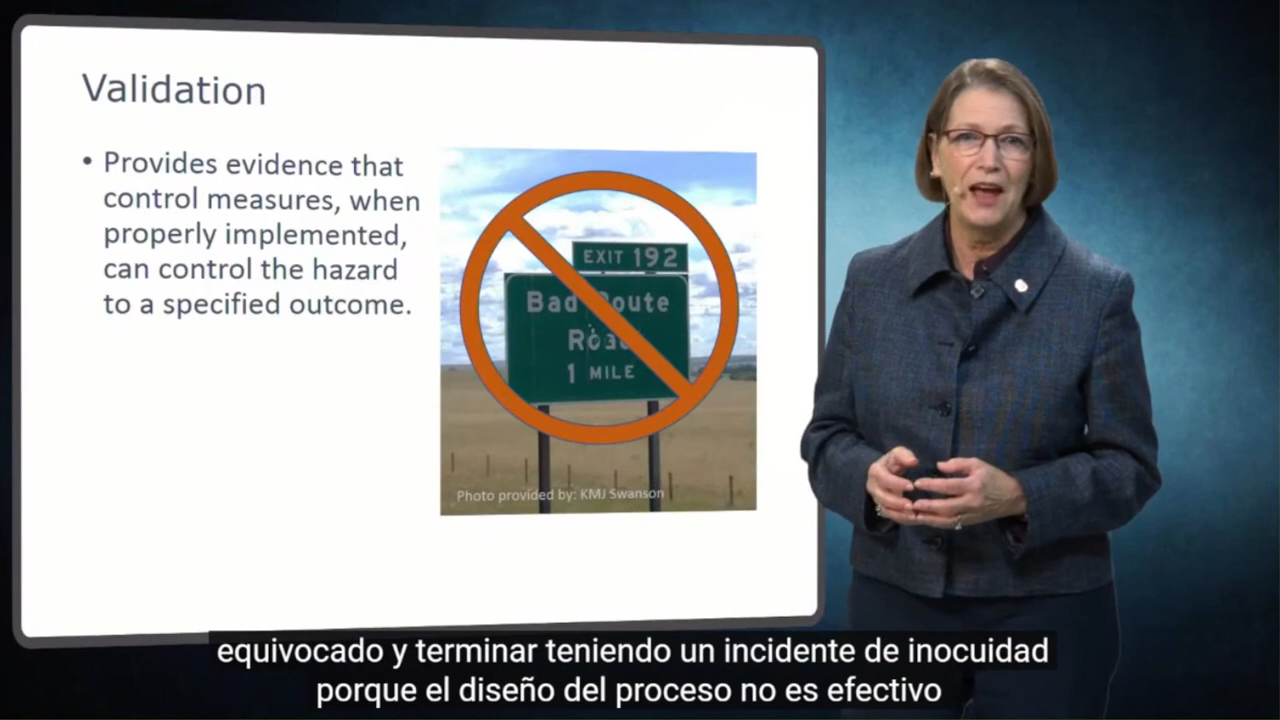 Validation
• Provides evidence that
control measures, when
properly implemented,
can control the hazard
to a specified outcome.
EXIT 192
Bad Route
Road
1 MILE
Photo provided by: KMJ Swanson
equivocado y terminar teniendo un incidente de inocuidad
porque el diseño del proceso no es efectivo